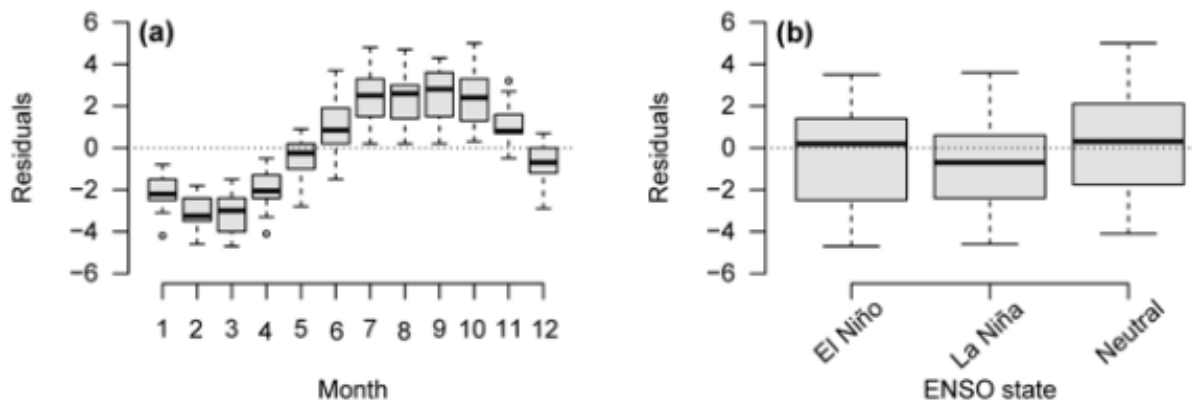 (a)
6
4
2
0
−2
−4
−6
Residuals
1 2 3 4 5 6 7 8 9 10 11 12
Month
(b)
6
4
2
0
−2
−4
−6
Residuals
El Niño
La Niña
Neutral
ENSO state